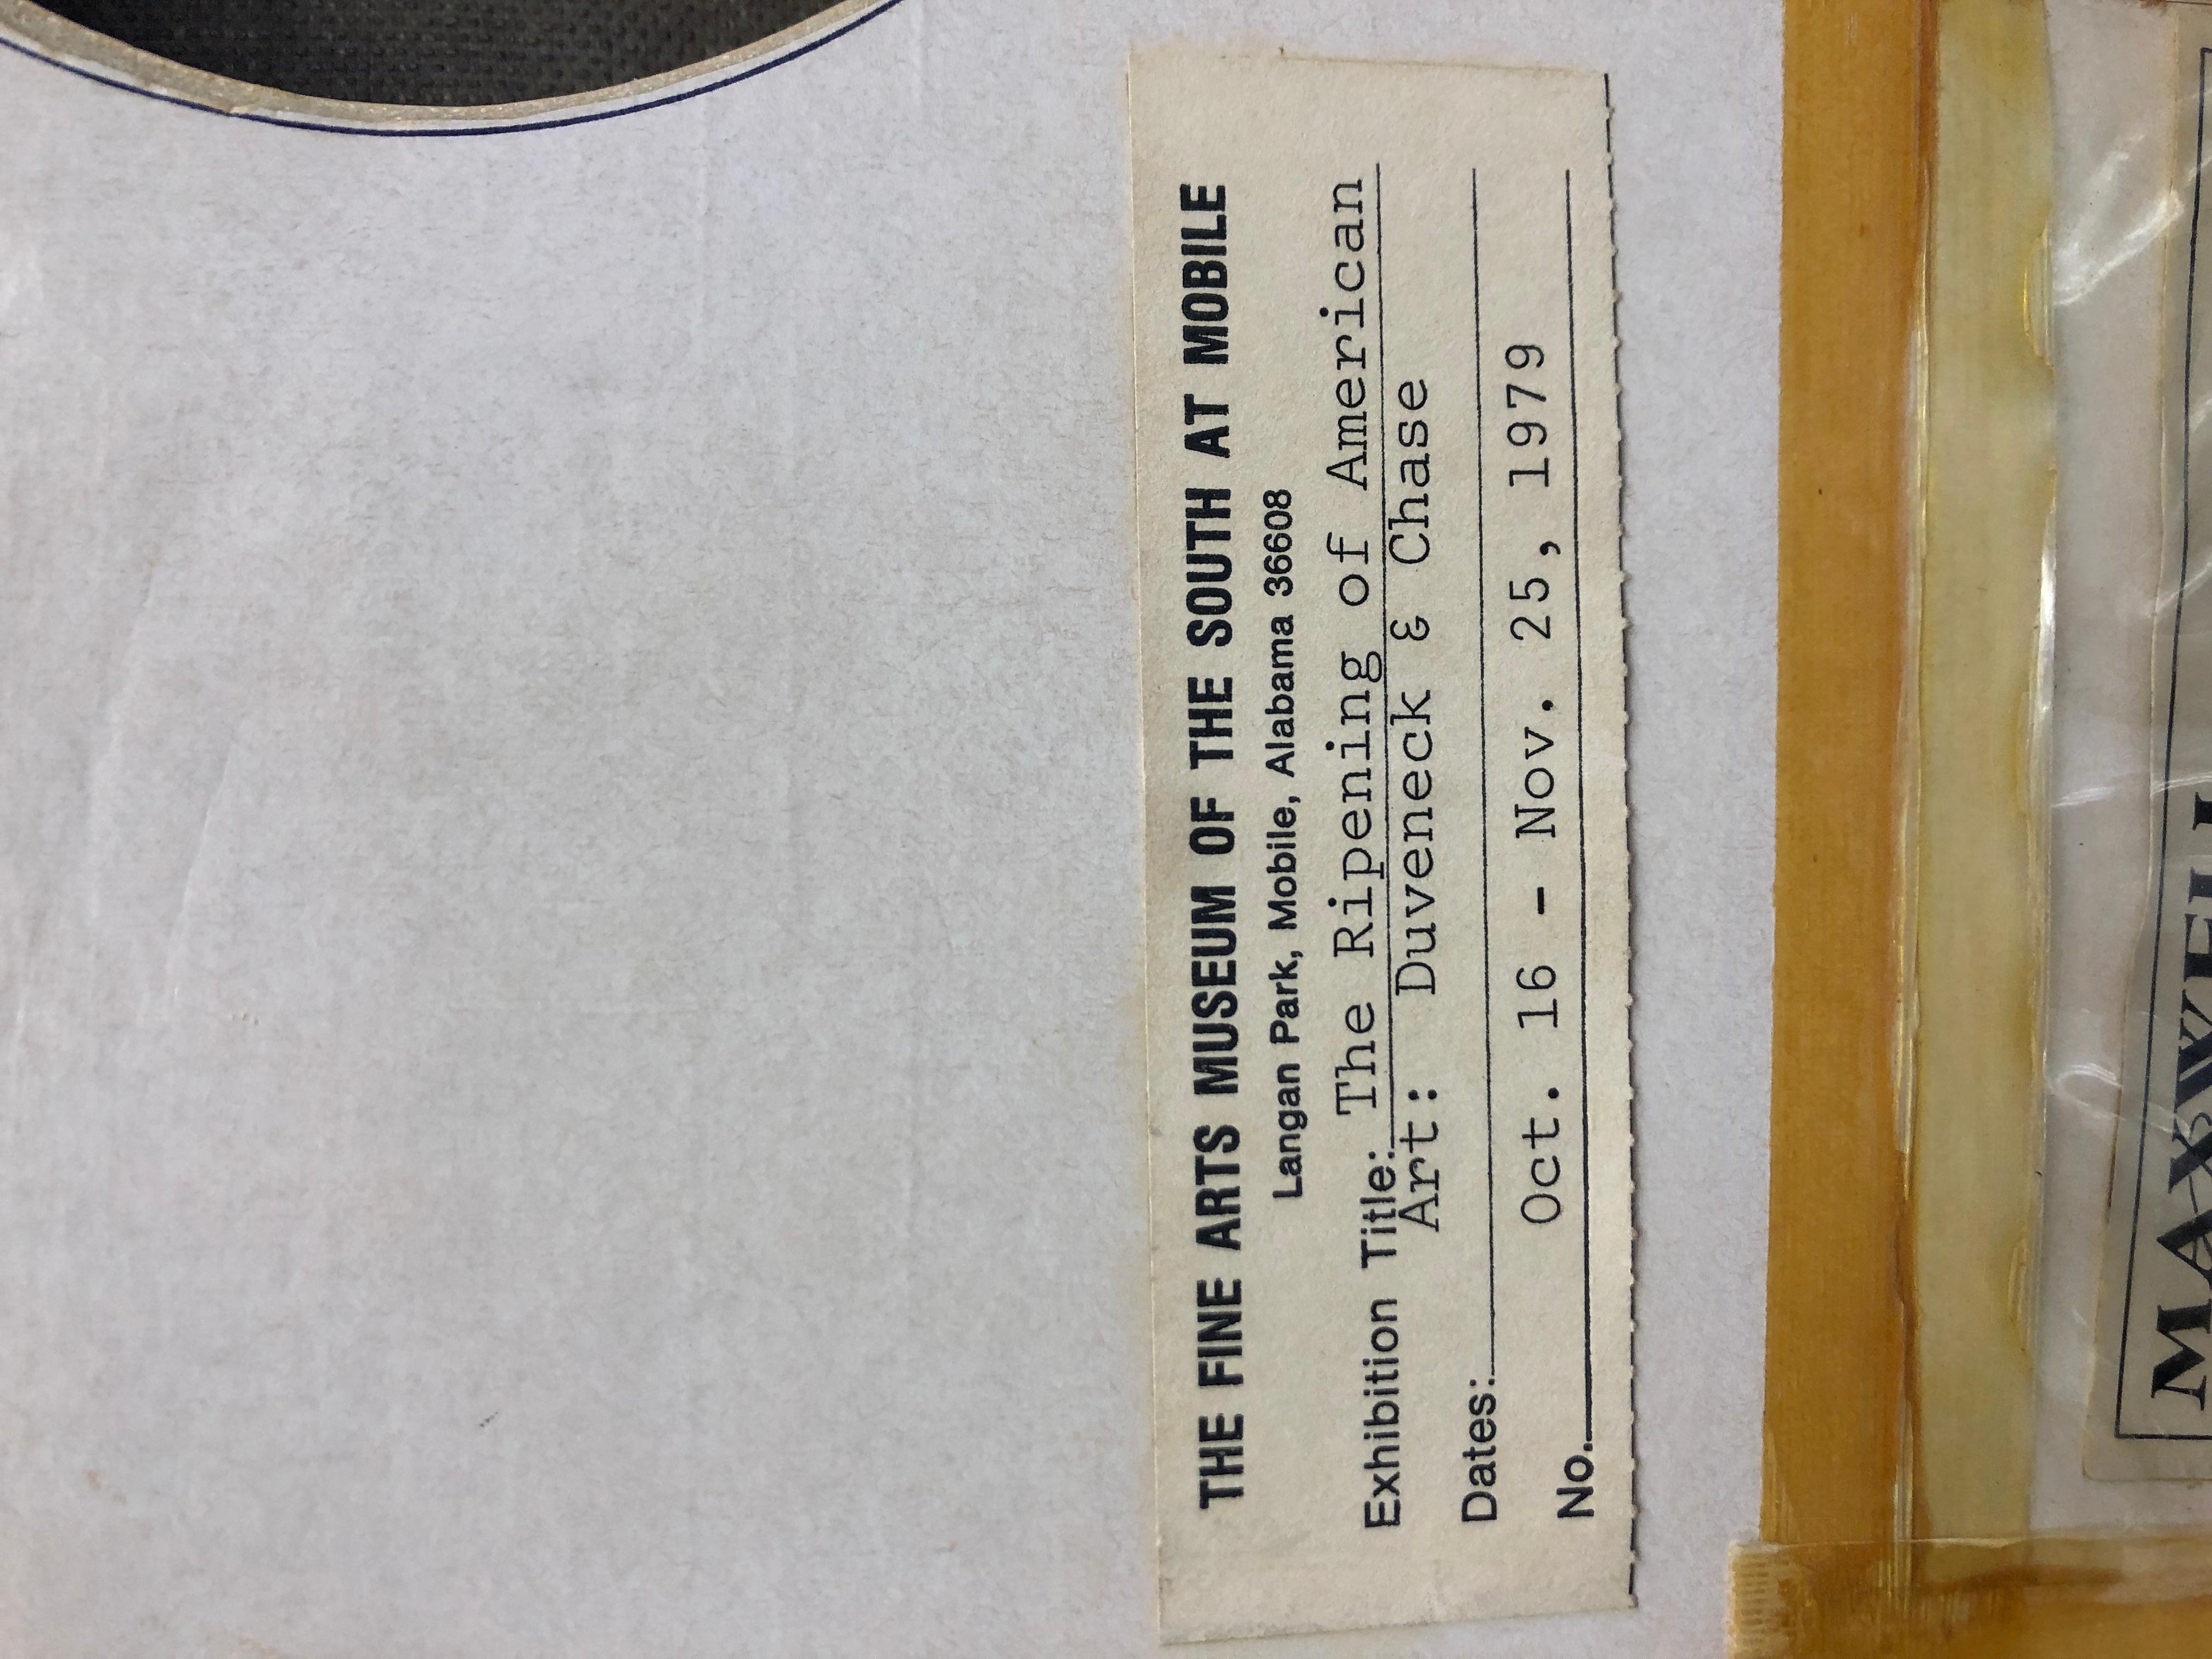 THE FINE ARTS MUSEUM OF THE SOUTH AT MOBILE
Langan Park, Mobile, Alabama 36608
Exhibition Title: The Ripening of American
Art: Duveneck & Chase
Dates:
Oct. 16 - Nov. 25, 1979
No.